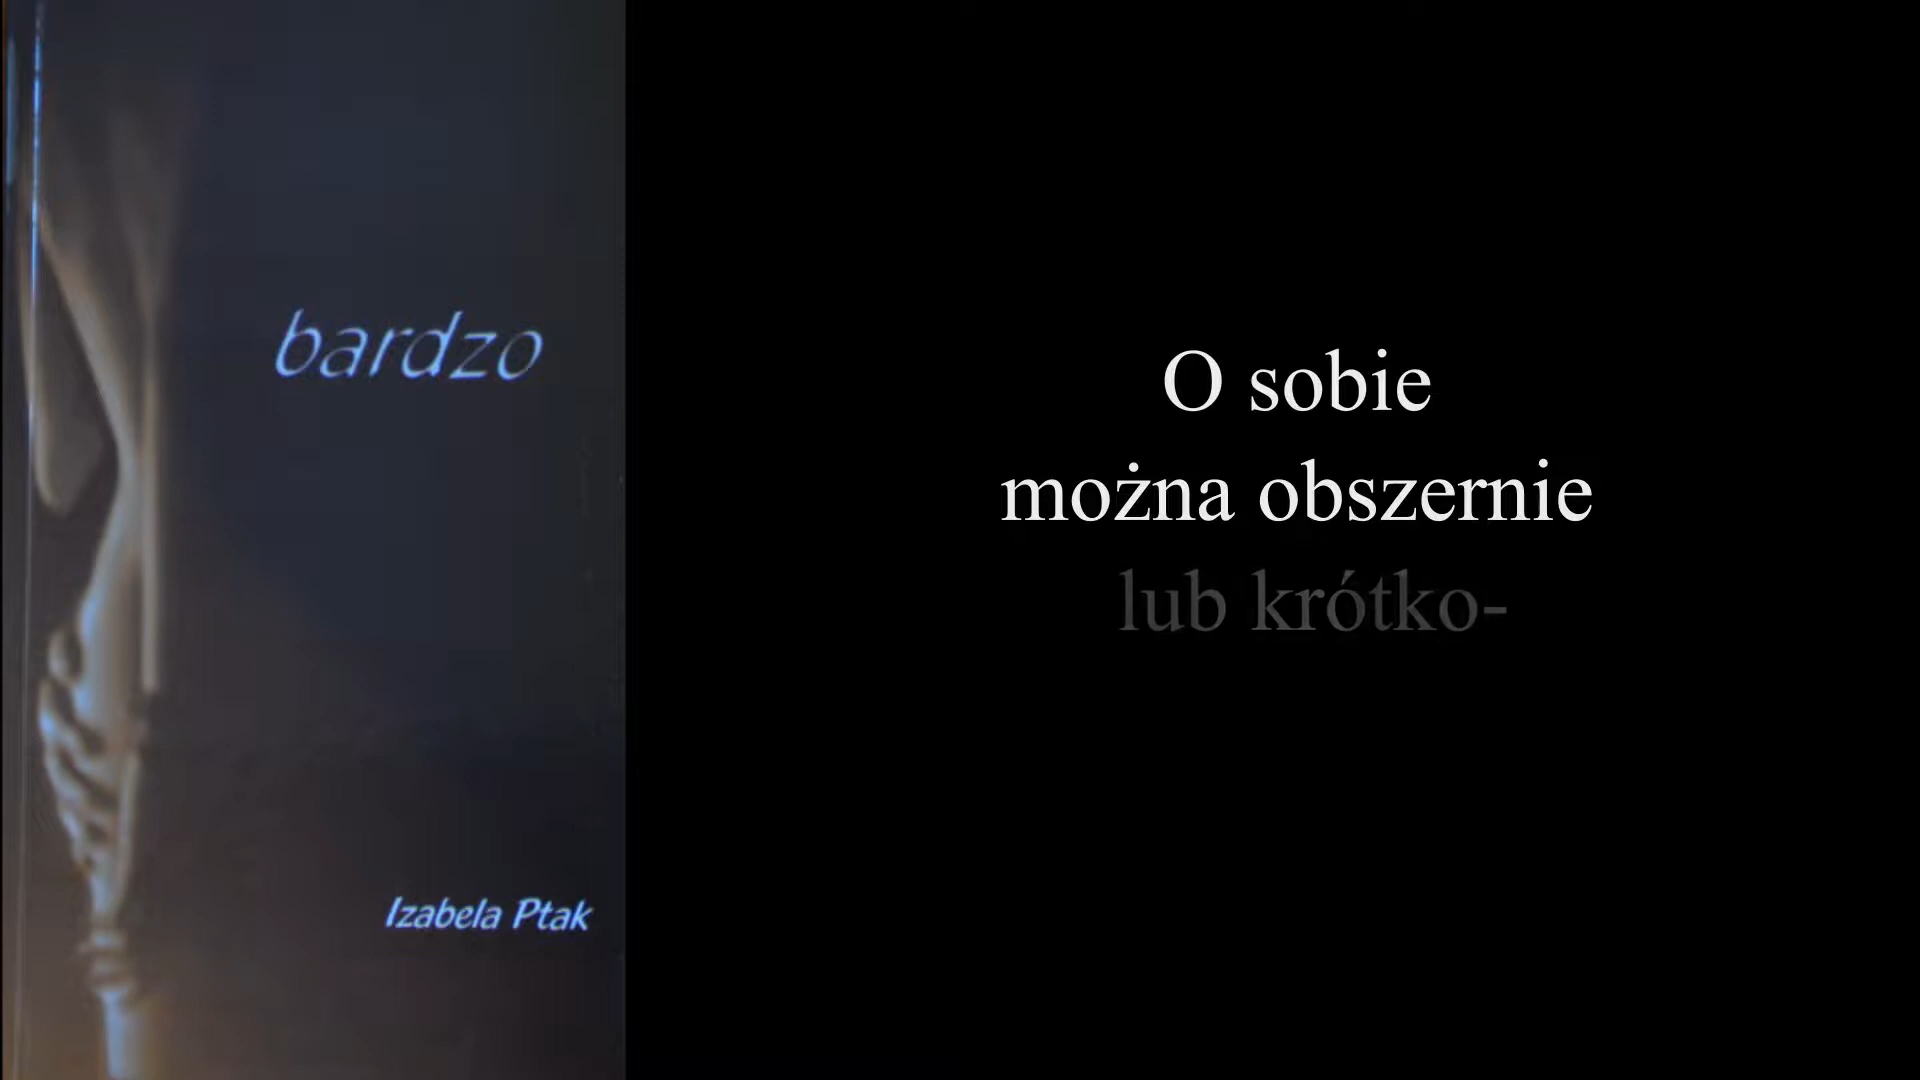 bardzo
Izabela Ptak
O sobie
można obszernie
lub krótko-